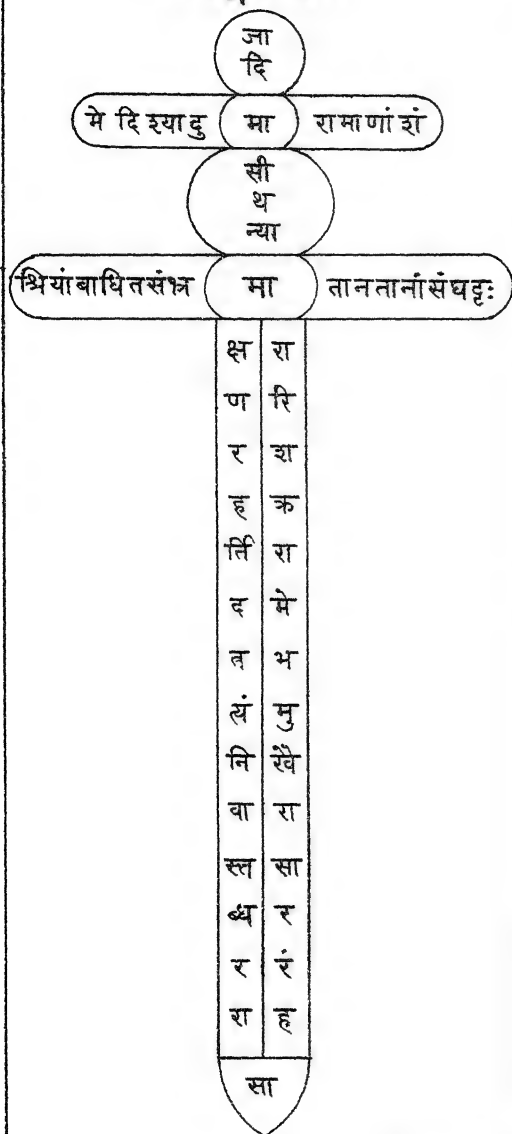 जा
दि
मे दि श्या दु मा रा मा णां शं
सी
थ
न्या
श्रियांबाधितसंभ्र मा तानतानांसंघट्टः
क्ष रा
ण रि
र श
ह क्र
र्ति रा
द मे
त भ
त्यं मु
नि खै
वा रा
स्त सा
ब्ध र
र रं
रा ह
सा